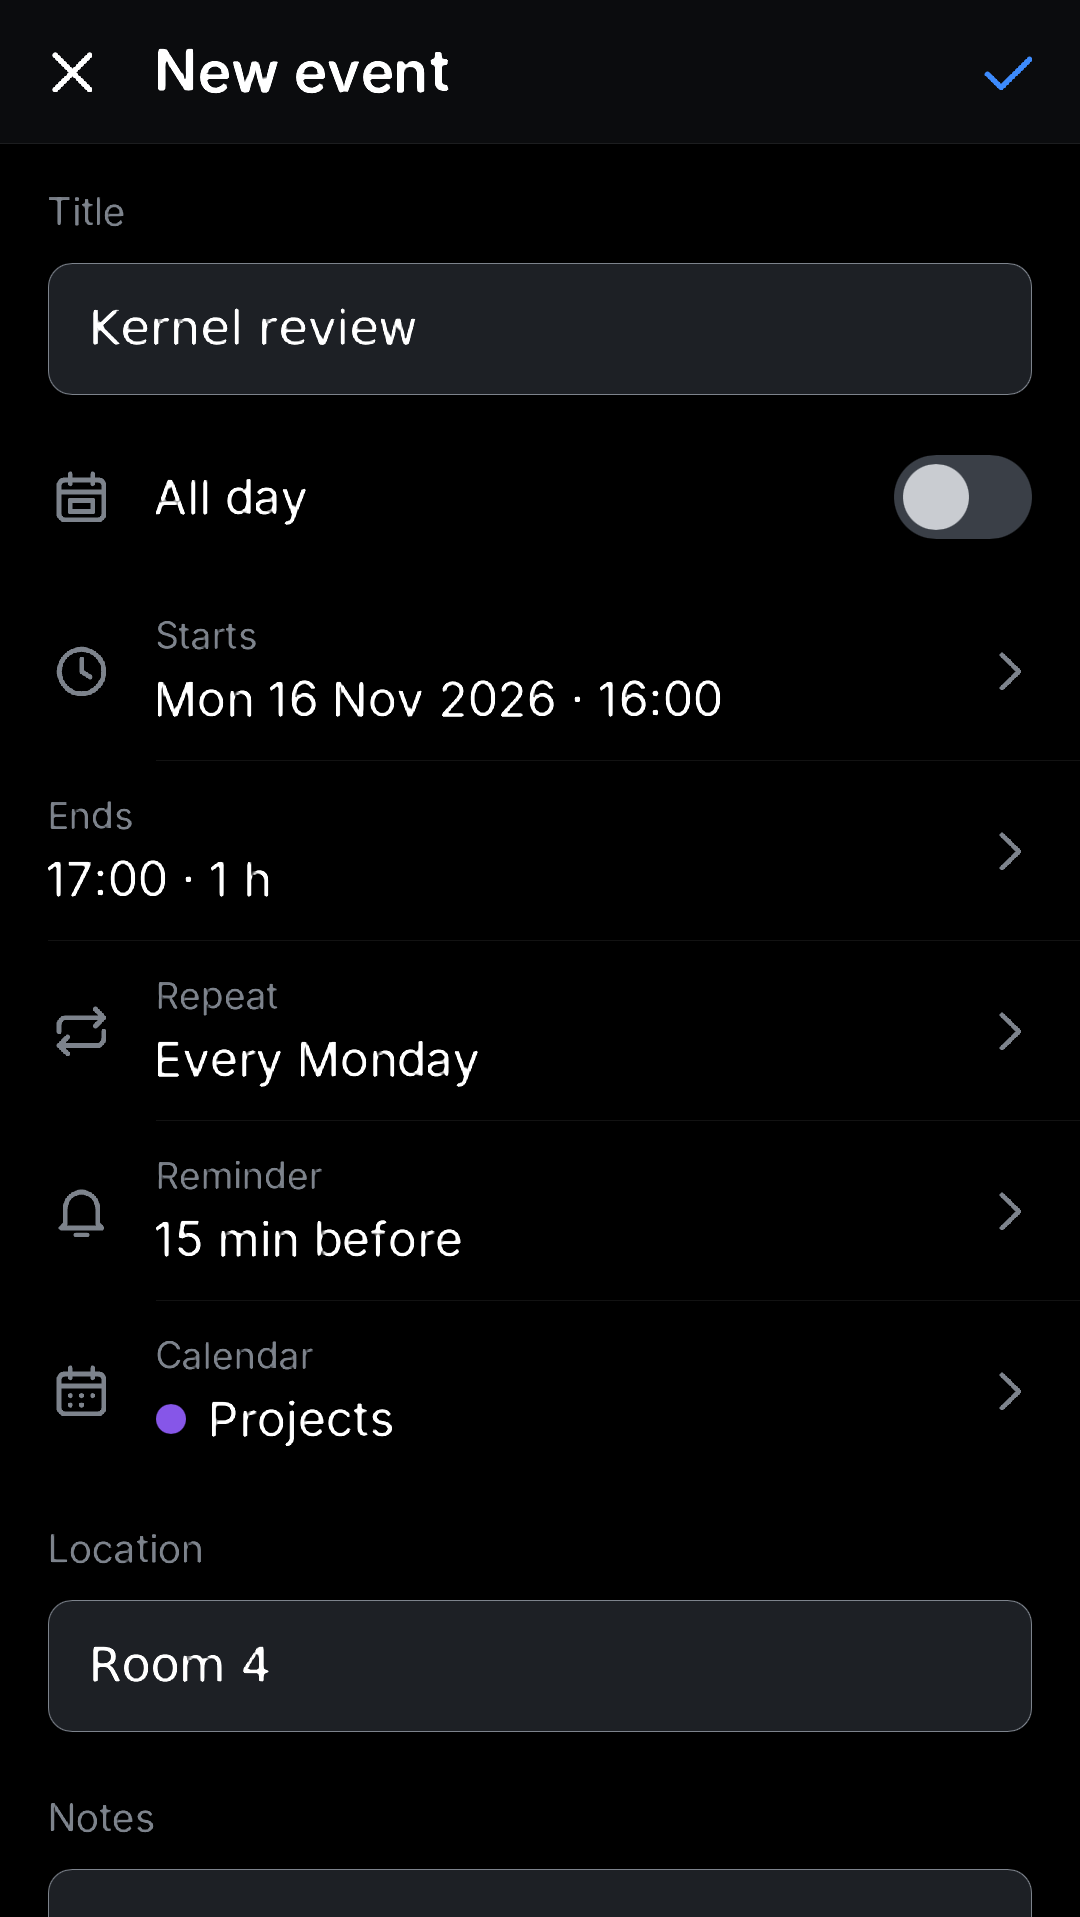 New event
Title
Kernel review
All day
Starts
Mon 16 Nov 2026 · 16:00
Ends
17:00 · 1 h
Repeat
Every Monday
Reminder
15 min before
Calendar
Projects
Location
Room 4
Notes